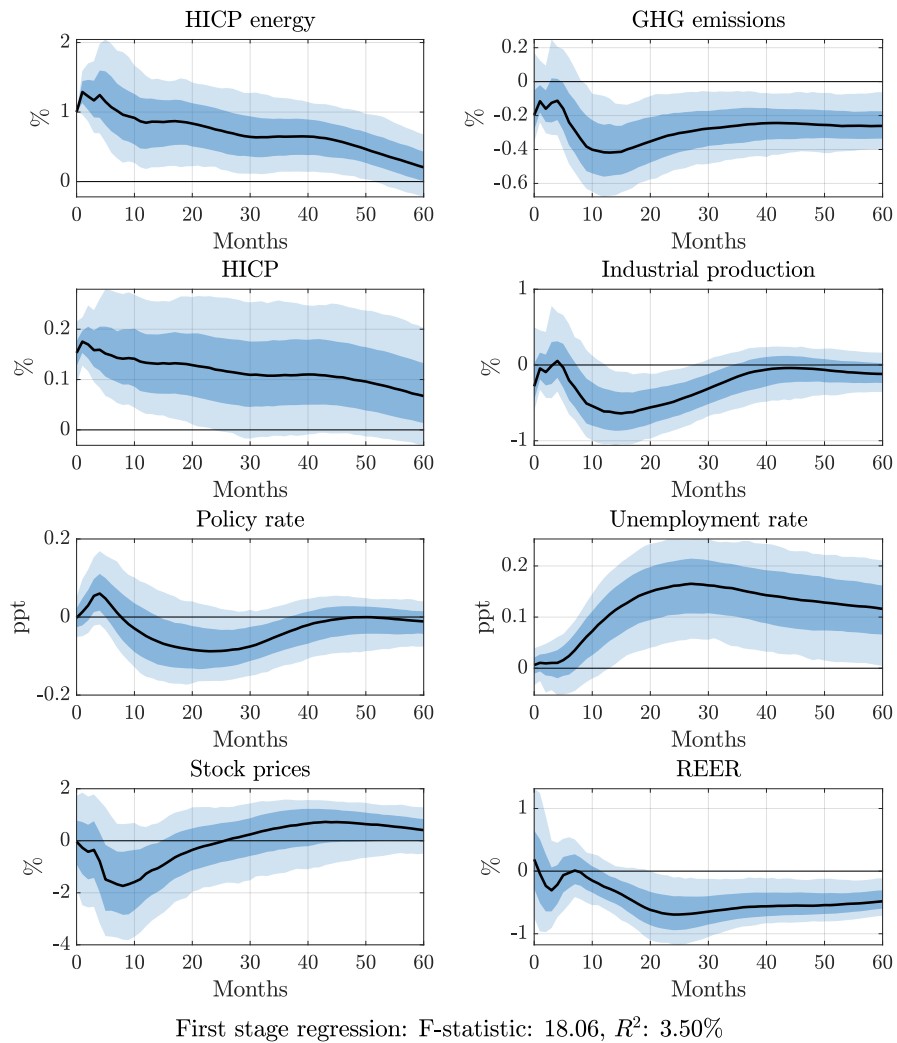 HICP energy
2
1
0
%
0 10 20 30 40 50 60
Months
GHG emissions
0.2
0
-0.2
-0.4
-0.6
%
0 10 20 30 40 50 60
Months
HICP
0.2
0.1
0
%
0 10 20 30 40 50 60
Months
Industrial production
1
0
-1
%
0 10 20 30 40 50 60
Months
Policy rate
0.2
0
-0.2
ppt
0 10 20 30 40 50 60
Months
Unemployment rate
0.2
0.1
0
ppt
0 10 20 30 40 50 60
Months
Stock prices
2
0
-2
-4
%
0 10 20 30 40 50 60
Months
REER
1
0
-1
%
0 10 20 30 40 50 60
Months
First stage regression: F-statistic: 18.06, R²: 3.50%